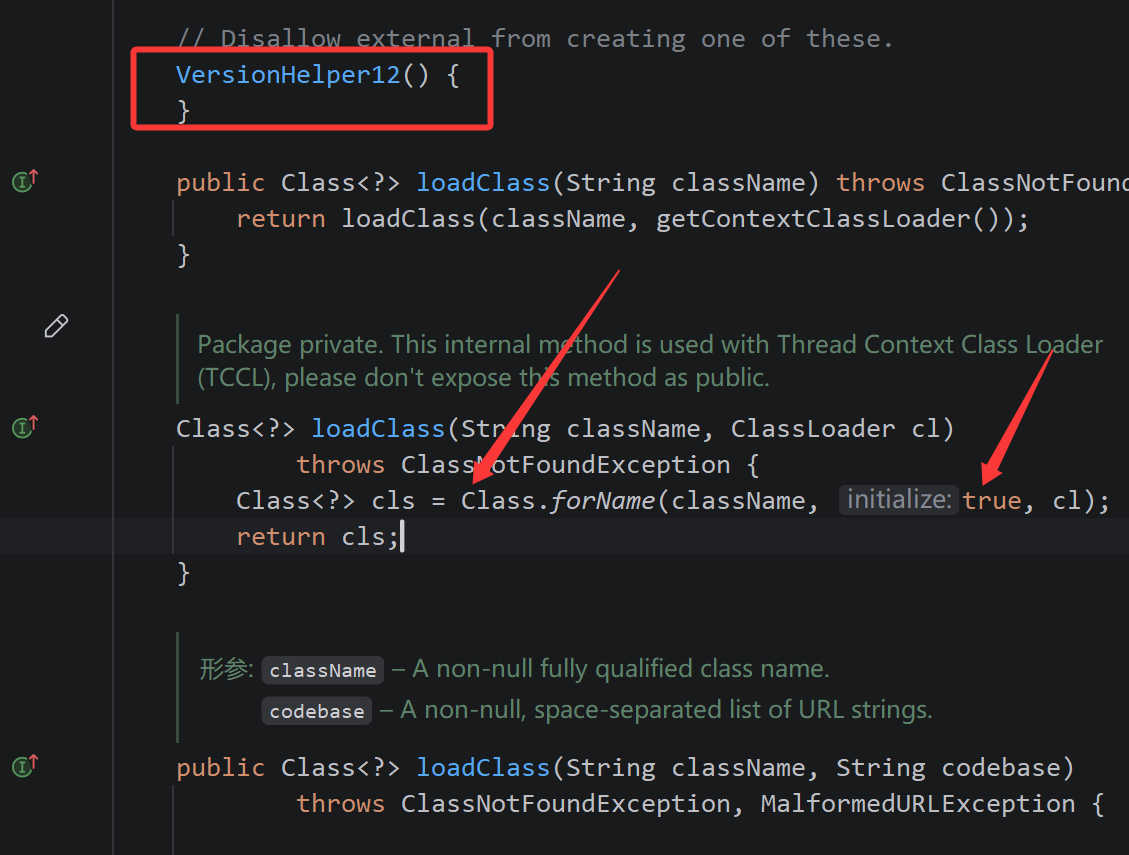 // Disallow external from creating one of these.
VersionHelper12() {
}
public Class<?> loadClass(String className) throws ClassNotFound
return loadClass(className, getContextClassLoader());
}
Package private. This internal method is used with Thread Context Class Loader
(TCCL), please don't expose this method as public.
Class<?> loadClass(String className, ClassLoader cl)
throws ClassNotFoundException {
Class<?> cls = Class.forName(className, initialize: true, cl);
return cls;
}
形参: className – A non-null fully qualified class name.
codebase – A non-null, space-separated list of URL strings.
public Class<?> loadClass(String className, String codebase)
throws ClassNotFoundException, MalformedURLException {